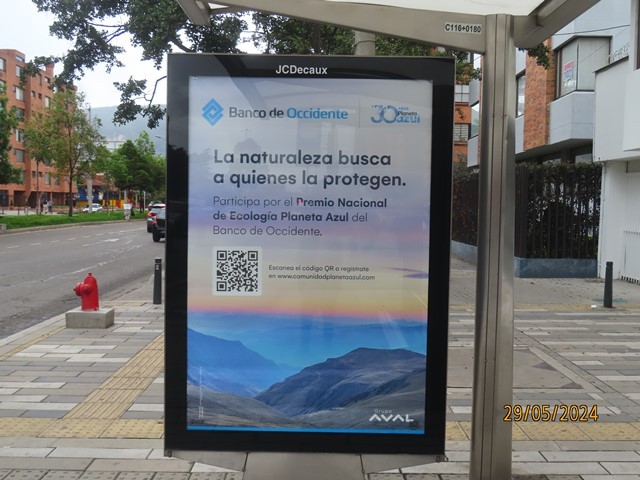 C116+0180
JCDecaux
Banco de Occidente
30 Planeta azul
La naturaleza busca
a quienes la protegen.
Participa por el Premio Nacional
de Ecología Planeta Azul del
Banco de Occidente.
Escanea el código QR o regístrate
en www.comunidadplanetaazul.com
Grupo
AVAL
29/05/2024